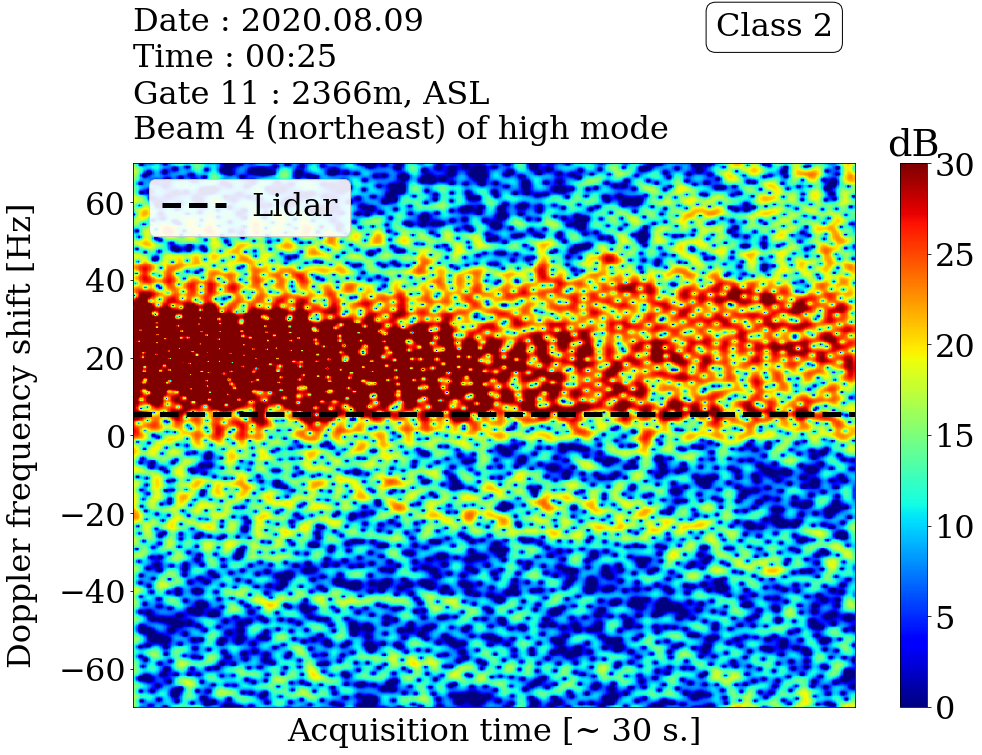 Date : 2020.08.09
Time : 00:25
Gate 11 : 2366m, ASL
Beam 4 (northeast) of high mode
Class 2
dB
Lidar
Doppler frequency shift [Hz]
60
40
20
0
−20
−40
−60
30
25
20
15
10
5
0
Acquisition time [~ 30 s.]